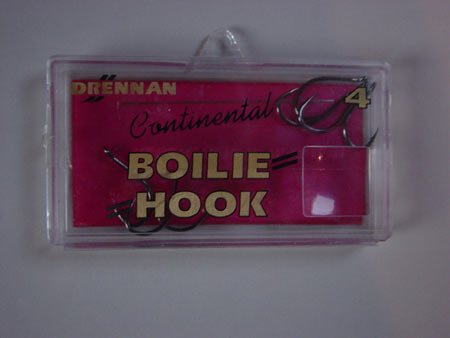 DRENNAN
Continental
4
BOILIE
HOOK